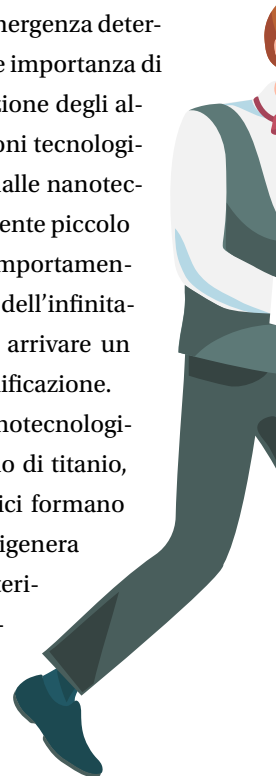 mergenza deter-
e importanza di
zione degli al-
oni tecnologi-
alle nanotec-
ente piccolo
mportamen-
dell’infinita-
arrivare un
ificazione.
notecnologi-
o di titanio,
ici formano
igenera
teri-
-